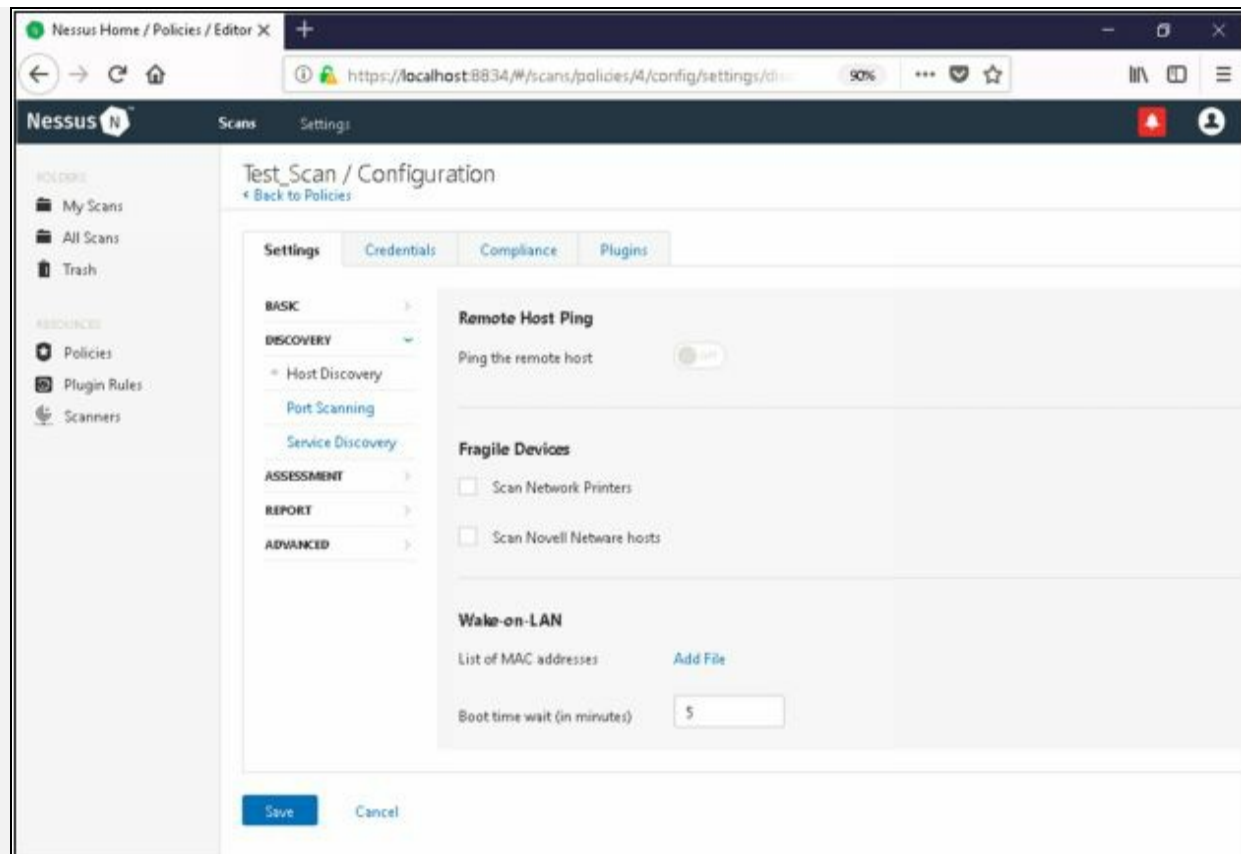 Nessus Home / Policies / Editor
https://localhost:8834/#/scans/policies/4/config/settings/dis
90%
Nessus N
Scans
Settings
FOLDERS
My Scans
All Scans
Trash
RESOURCES
Policies
Plugin Rules
Scanners
Test_Scan / Configuration
Back to Policies
Settings
Credentials
Compliance
Plugins
BASIC
DISCOVERY
Host Discovery
Port Scanning
Service Discovery
ASSESSMENT
REPORT
ADVANCED
Remote Host Ping
Ping the remote host
Off
Fragile Devices
Scan Network Printers
Scan Novell Netware hosts
Wake-on-LAN
List of MAC addresses
Add File
Boot time wait (in minutes)
5
Save
Cancel